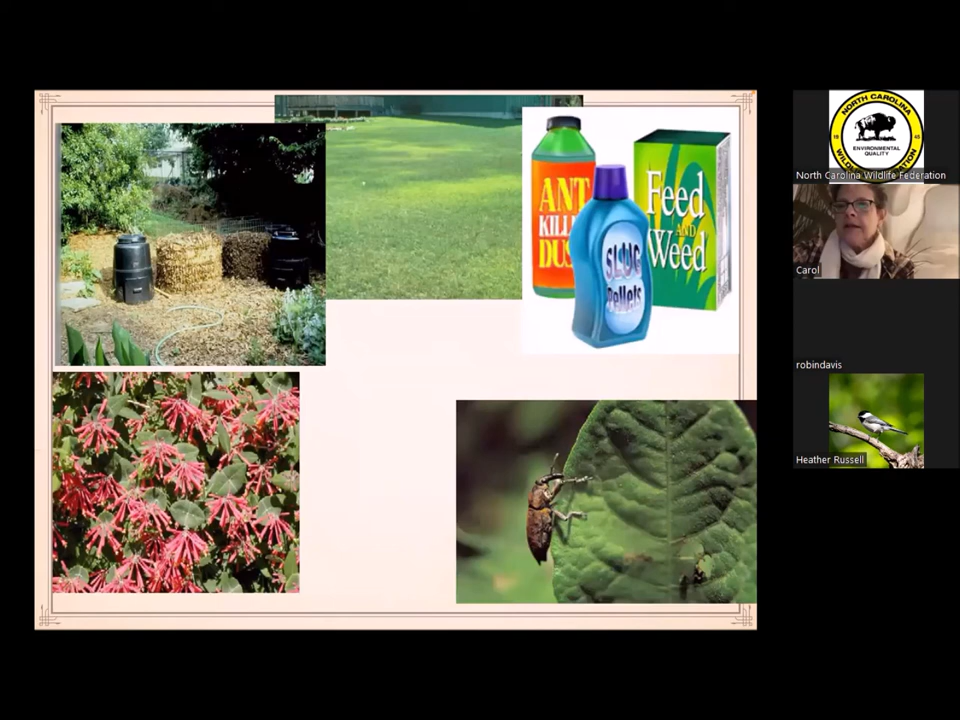 ANT
KILL
DUS
SLUG
Pellets
Feed
AND
Weed
NORTH CAROLINA
ENVIRONMENTAL
QUALITY
North Carolina Wildlife Federation
Carol
robindavis
Heather Russell